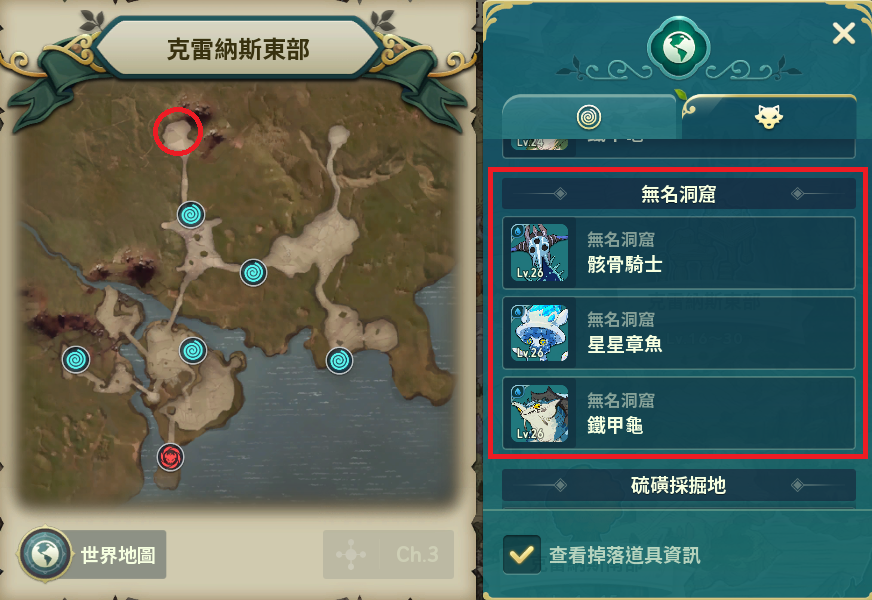 克雷納斯東部
世界地圖
Ch.3
Lv.24
無名洞窟
Lv.26
無名洞窟
骸骨騎士
Lv.26
無名洞窟
星星章魚
Lv.26
無名洞窟
鐵甲龜
硫磺採掘地
查看掉落道具資訊